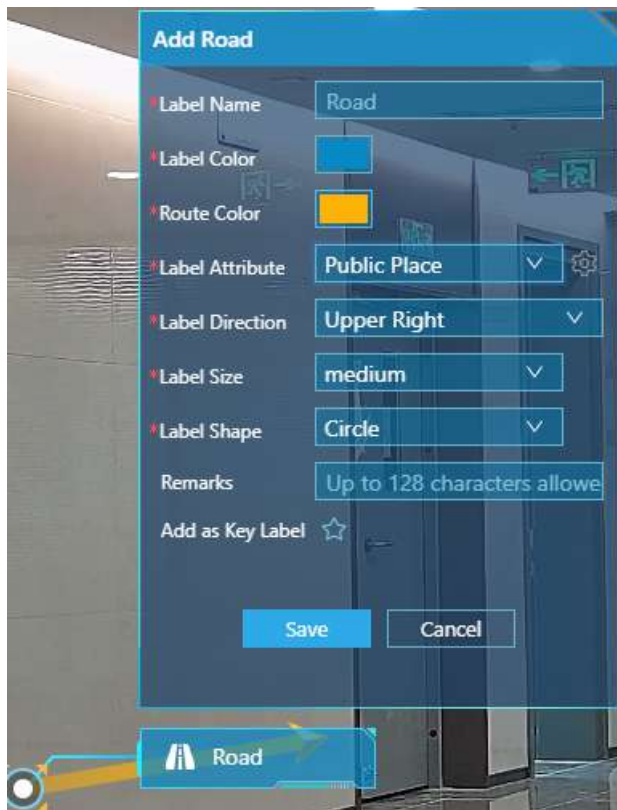 Add Road
*Label Name Road
*Label Color
*Route Color
*Label Attribute Public Place
*Label Direction Upper Right
*Label Size medium
*Label Shape Circle
Remarks Up to 128 characters allowe
Add as Key Label
Save Cancel
Road